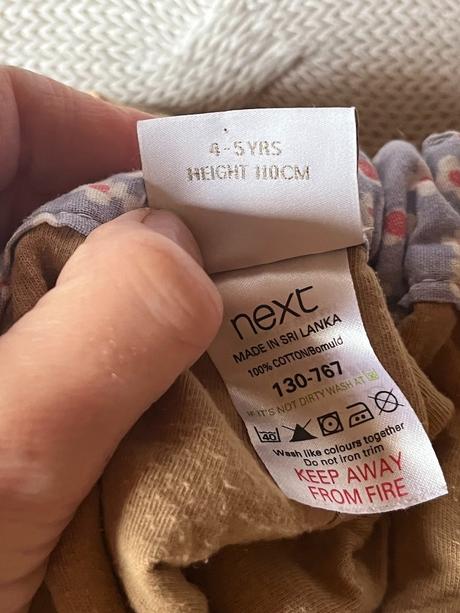 4-5YRS
HEIGHT 110CM
next
MADE IN SRI LANKA
100% COTTON/Bomuld
130-767
IF IT'S NOT DIRTY WASH AT
40
Wash like colours together
Do not iron trim
KEEP AWAY
FROM FIRE